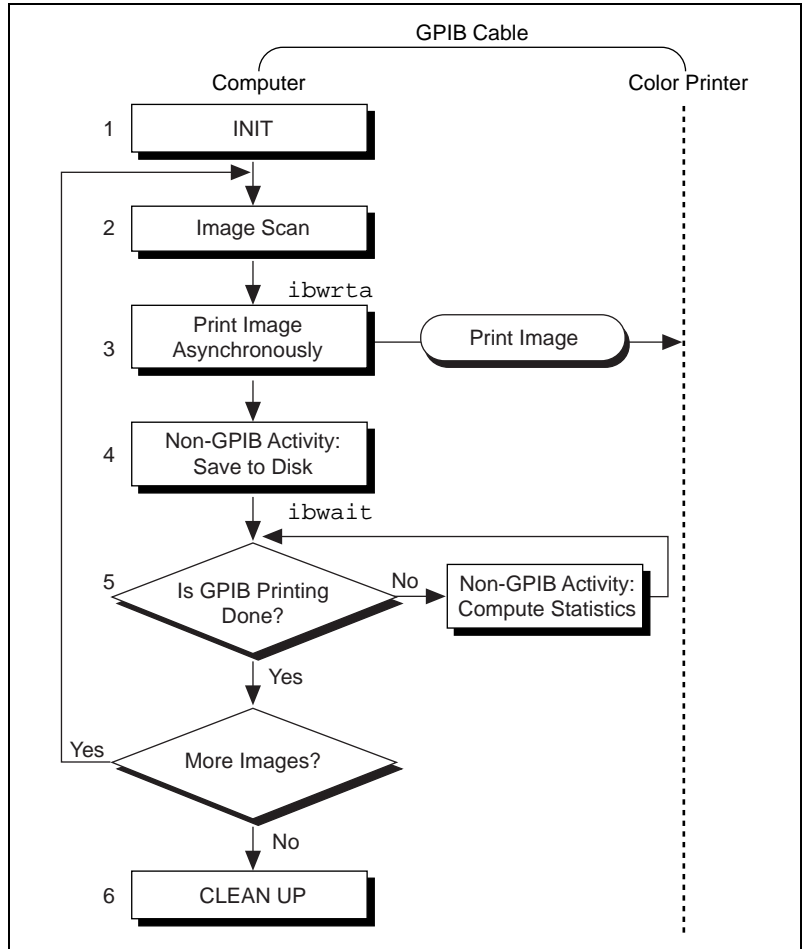 GPIB Cable
Computer
Color Printer
1
INIT
2
Image Scan
ibwrta
3
Print Image
Asynchronously
Print Image
4
Non-GPIB Activity:
Save to Disk
ibwait
5
Is GPIB Printing
Done?
No
Non-GPIB Activity:
Compute Statistics
Yes
Yes
More Images?
No
6
CLEAN UP